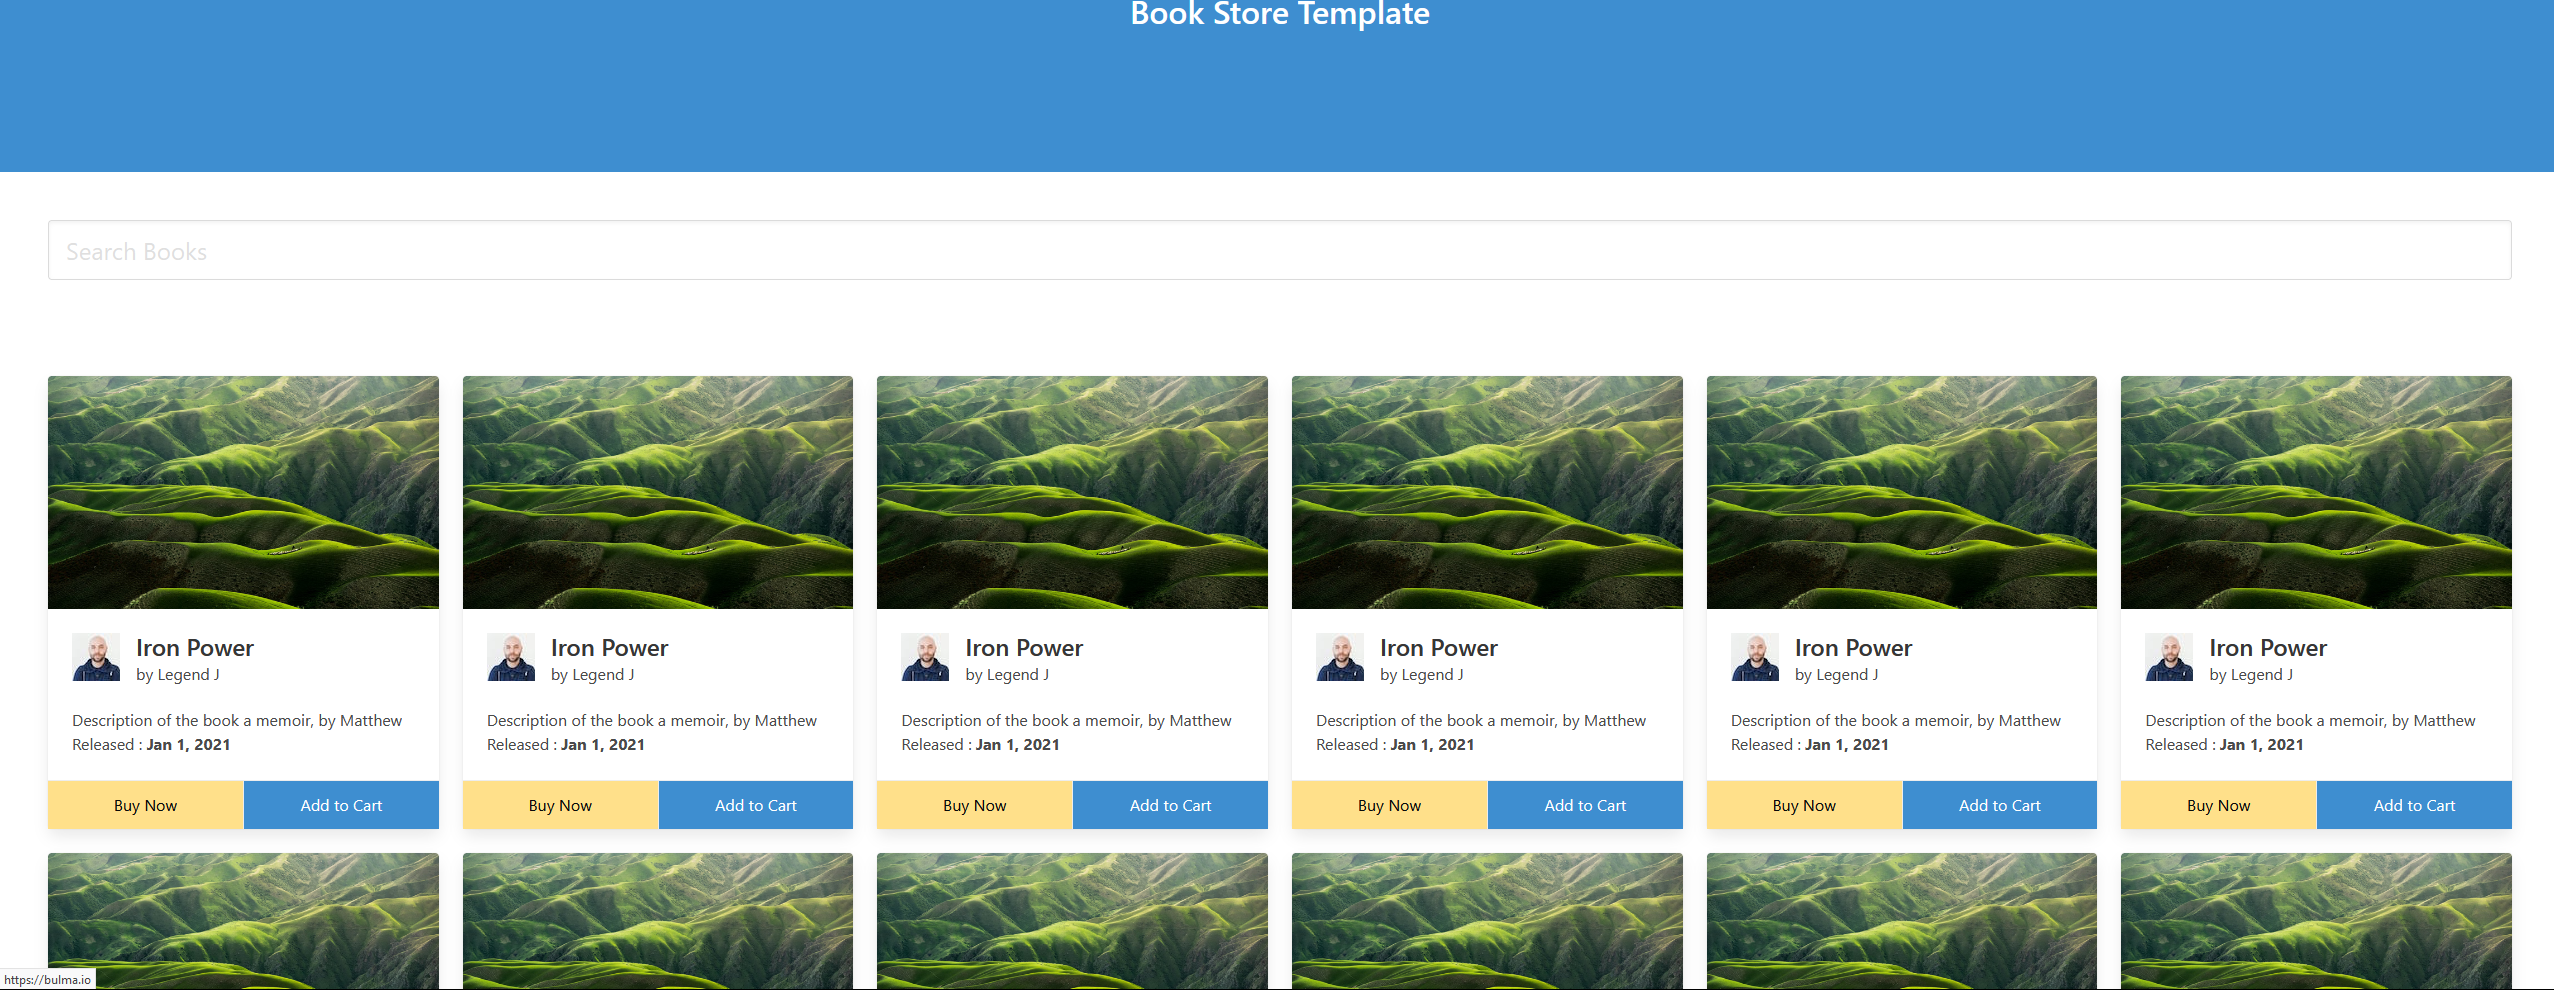 Book Store Template
Search Books
Iron Power
by Legend J
Description of the book a memoir, by Matthew
Released : Jan 1, 2021
Buy Now
Add to Cart
Iron Power
by Legend J
Description of the book a memoir, by Matthew
Released : Jan 1, 2021
Buy Now
Add to Cart
Iron Power
by Legend J
Description of the book a memoir, by Matthew
Released : Jan 1, 2021
Buy Now
Add to Cart
Iron Power
by Legend J
Description of the book a memoir, by Matthew
Released : Jan 1, 2021
Buy Now
Add to Cart
Iron Power
by Legend J
Description of the book a memoir, by Matthew
Released : Jan 1, 2021
Buy Now
Add to Cart
Iron Power
by Legend J
Description of the book a memoir, by Matthew
Released : Jan 1, 2021
Buy Now
Add to Cart
https://bulma.io